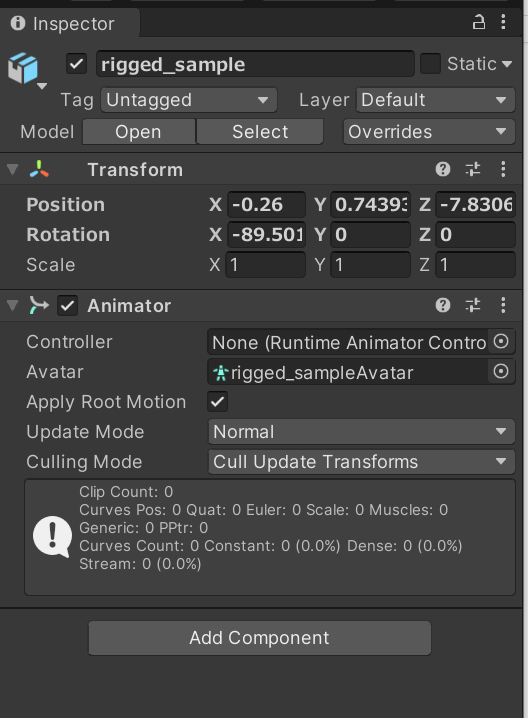 Inspector
rigged_sample Static
Tag Untagged Layer Default
Model Open Select Overrides
Transform
Position X -0.26 Y 0.7439 Z -7.8306
Rotation X -89.501 Y 0 Z 0
Scale X 1 Y 1 Z 1
Animator
Controller None (Runtime Animator Contro
Avatar rigged_sampleAvatar
Apply Root Motion
Update Mode Normal
Culling Mode Cull Update Transforms
Clip Count: 0
Curves Pos: 0 Quat: 0 Euler: 0 Scale: 0 Muscles: 0
Generic: 0 PPtr: 0
Curves Count: 0 Constant: 0 (0.0%) Dense: 0 (0.0%)
Stream: 0 (0.0%)
Add Component